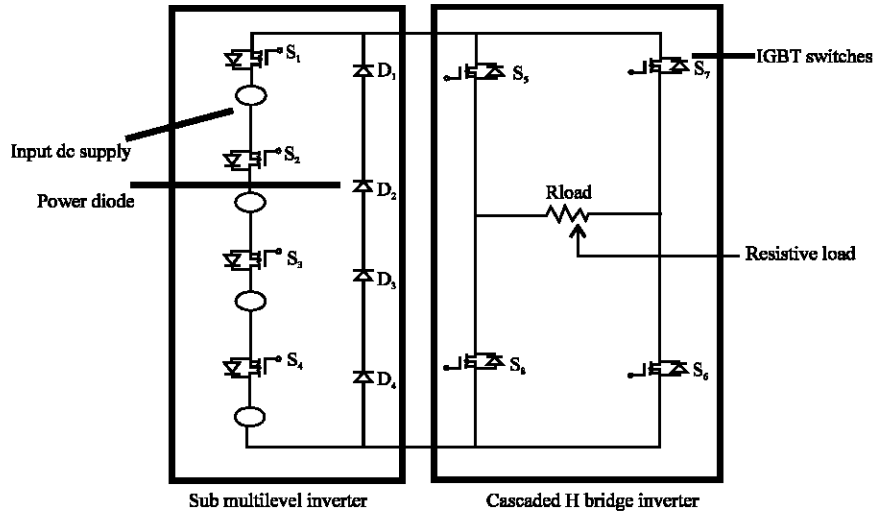 S₁
D₁
S₅
S₇
IGBT switches
Input dc supply
S₂
Power diode
D₂
Rload
S₃
D₃
Resistive load
S₄
D₄
S₈
S₆
Sub multilevel inverter
Cascaded H bridge inverter